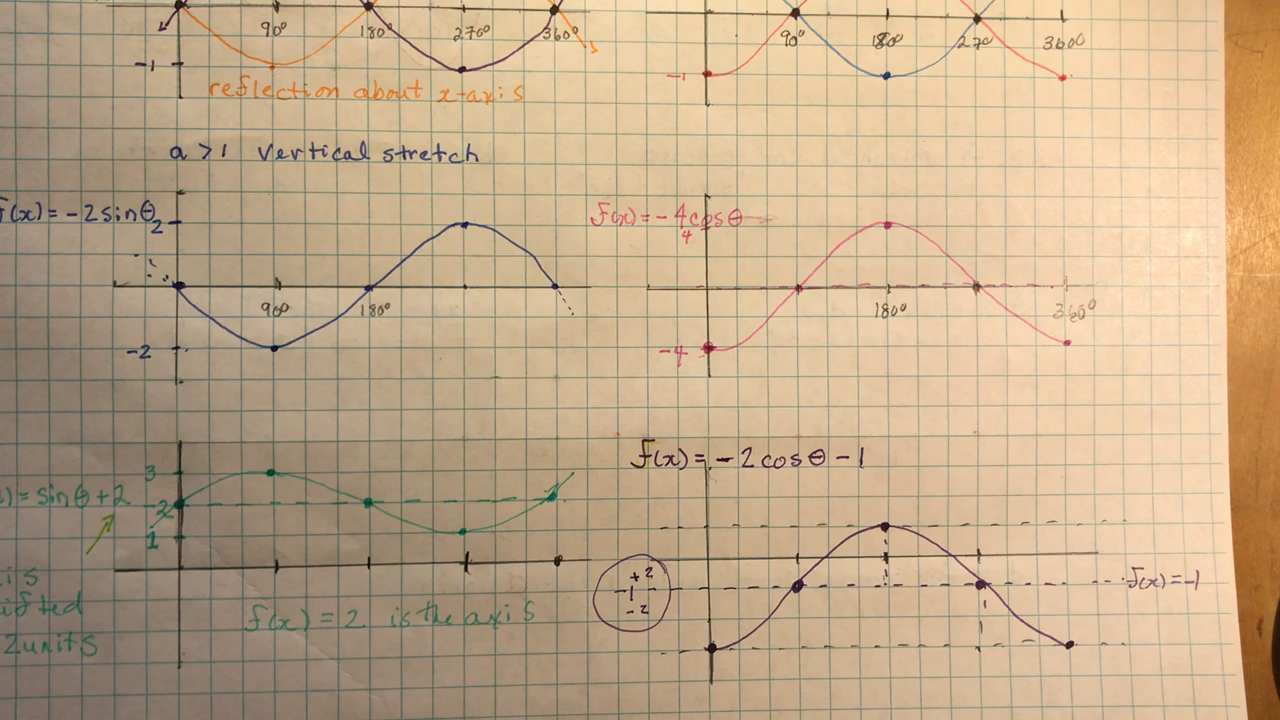 90° 180° 270° 360°
-1
reflection about x-axis
90° 180° 270 360°
-1
a > 1 vertical stretch
f(x) = -2sinθ
2
90° 180°
-2
f(x) = -4cosθ
4
180° 360°
-4
) = sinθ + 2
3
2
1
is
ifted
2units
f(x) = 2 is the axis
f(x) = -2cosθ - 1
+2
-1
-2
f(x) = -1